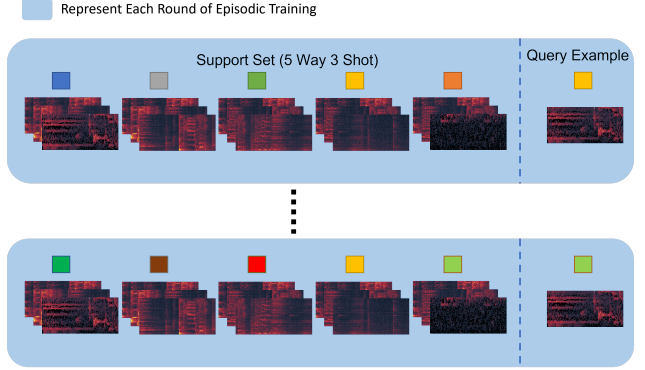 Represent Each Round of Episodic Training
Support Set (5 Way 3 Shot)
Query Example